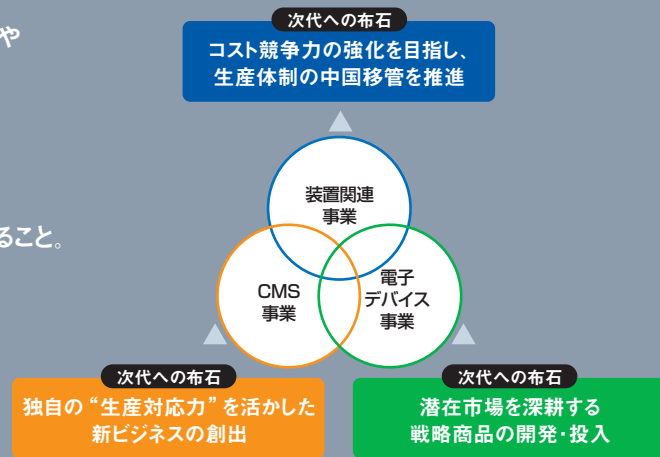 や
次代への布石
コスト競争力の強化を目指し、
生産体制の中国移管を推進
ること。
装置関連
事業
CMS
事業
電子
デバイス
事業
次代への布石
独自の“生産対応力”を活かした
新ビジネスの創出
次代への布石
潜在市場を深耕する
戦略商品の開発・投入